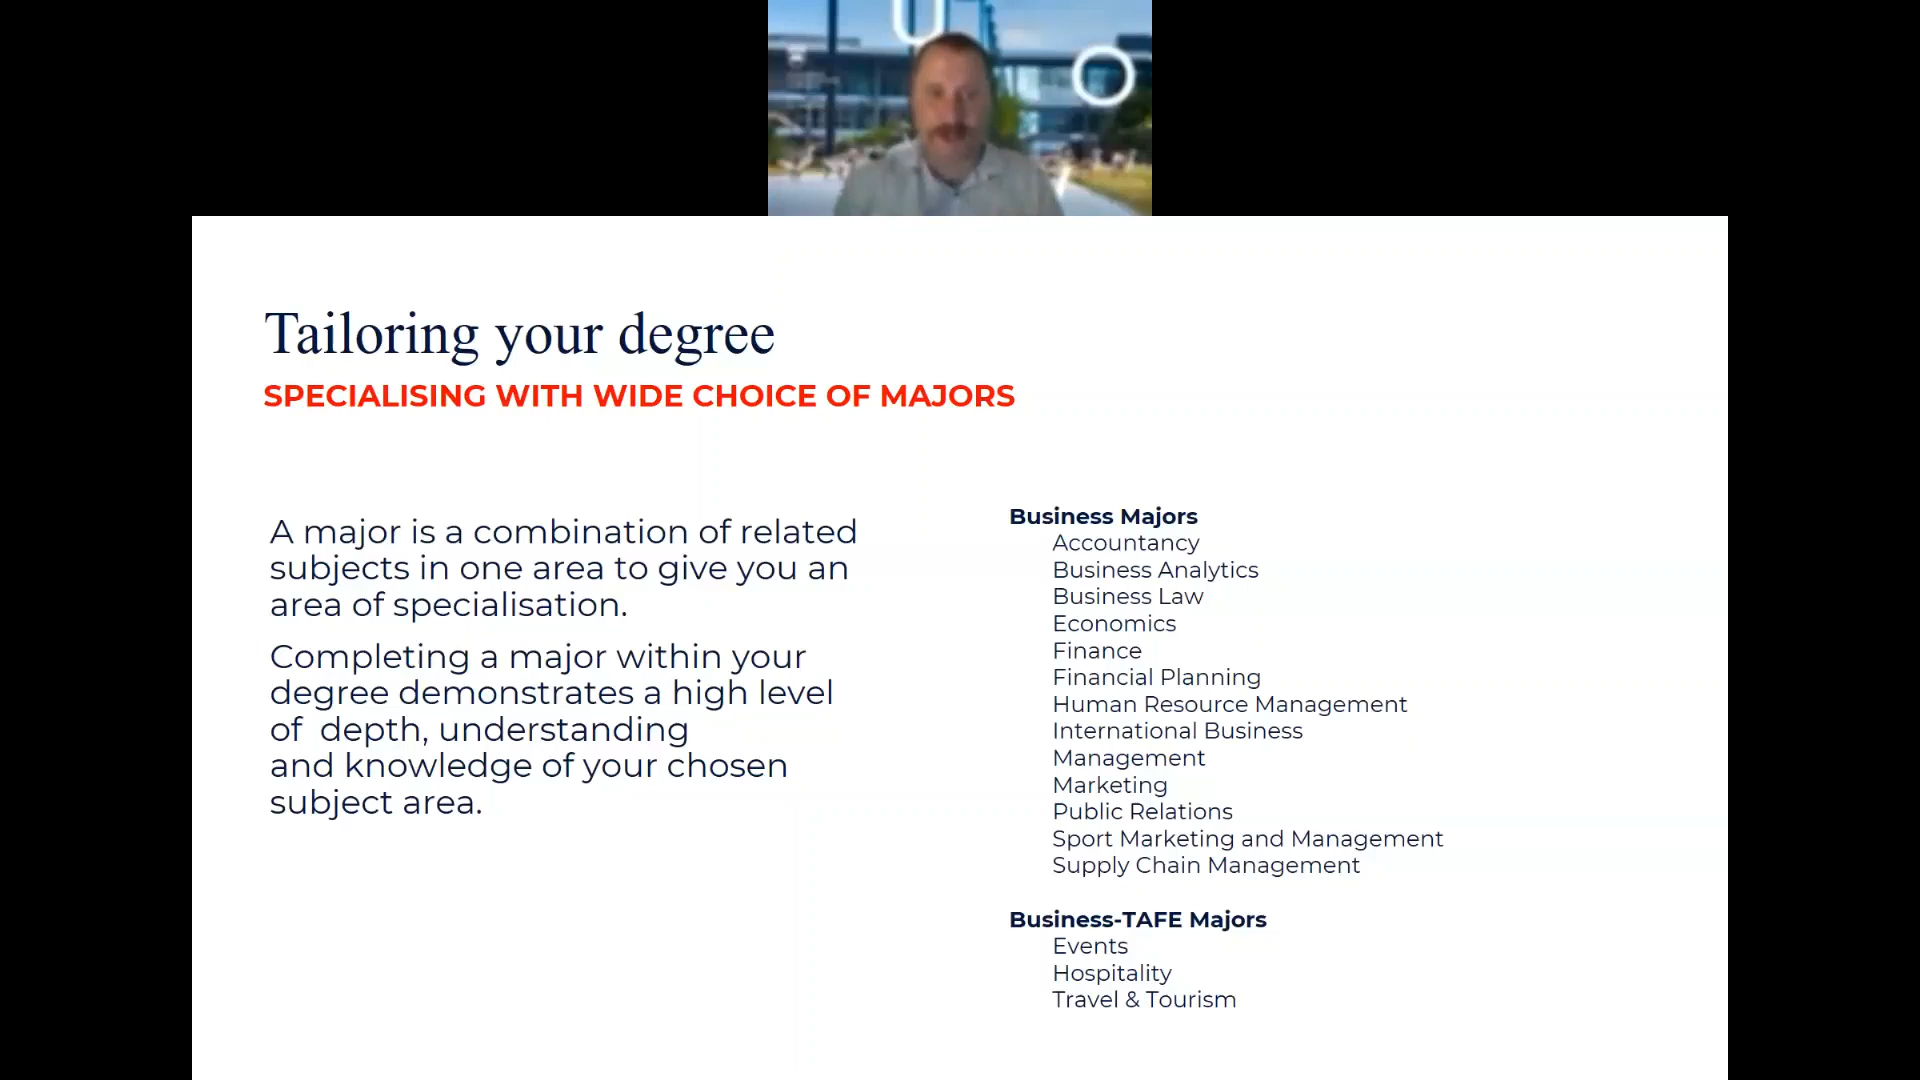 U
O
Tailoring your degree
SPECIALISING WITH WIDE CHOICE OF MAJORS
A major is a combination of related
subjects in one area to give you an
area of specialisation.
Completing a major within your
degree demonstrates a high level
of  depth, understanding
and knowledge of your chosen
subject area.
Business Majors
Accountancy
Business Analytics
Business Law
Economics
Finance
Financial Planning
Human Resource Management
International Business
Management
Marketing
Public Relations
Sport Marketing and Management
Supply Chain Management
Business-TAFE Majors
Events
Hospitality
Travel & Tourism